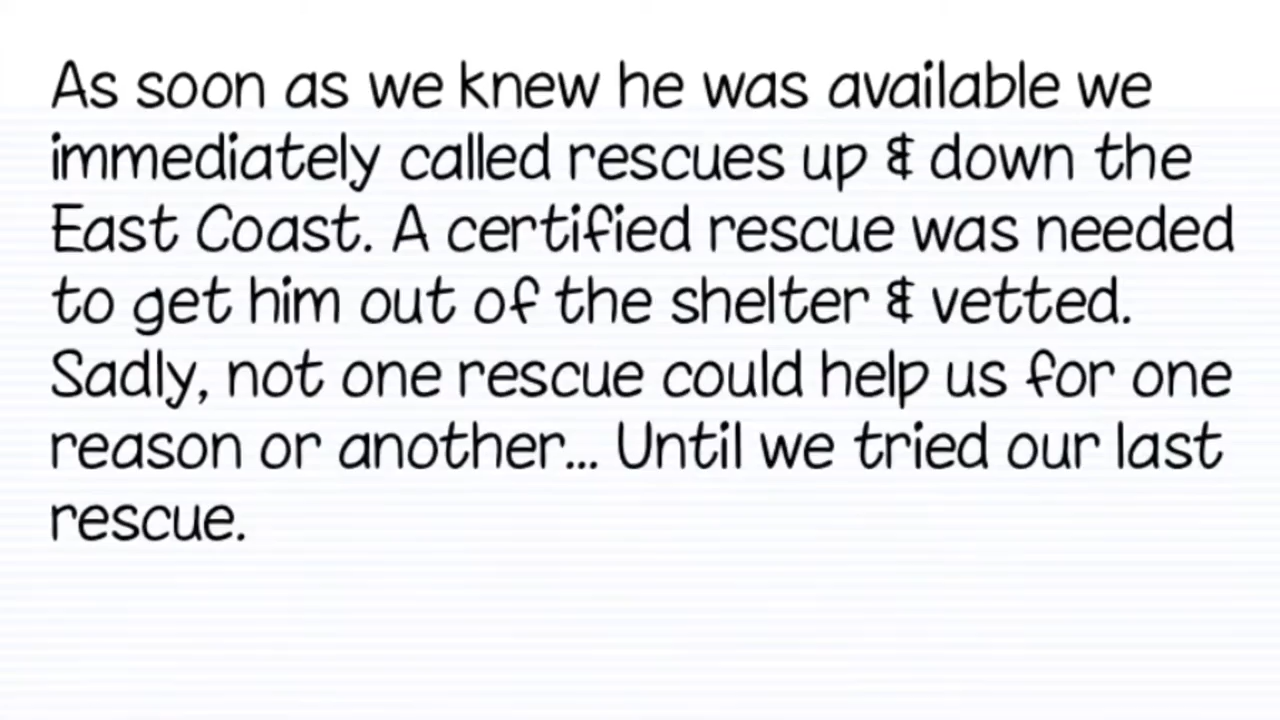 As soon as we knew he was available we
immediately called rescues up & down the
East Coast. A certified rescue was needed
to get him out of the shelter & vetted.
Sadly, not one rescue could help us for one
reason or another... Until we tried our last
rescue.